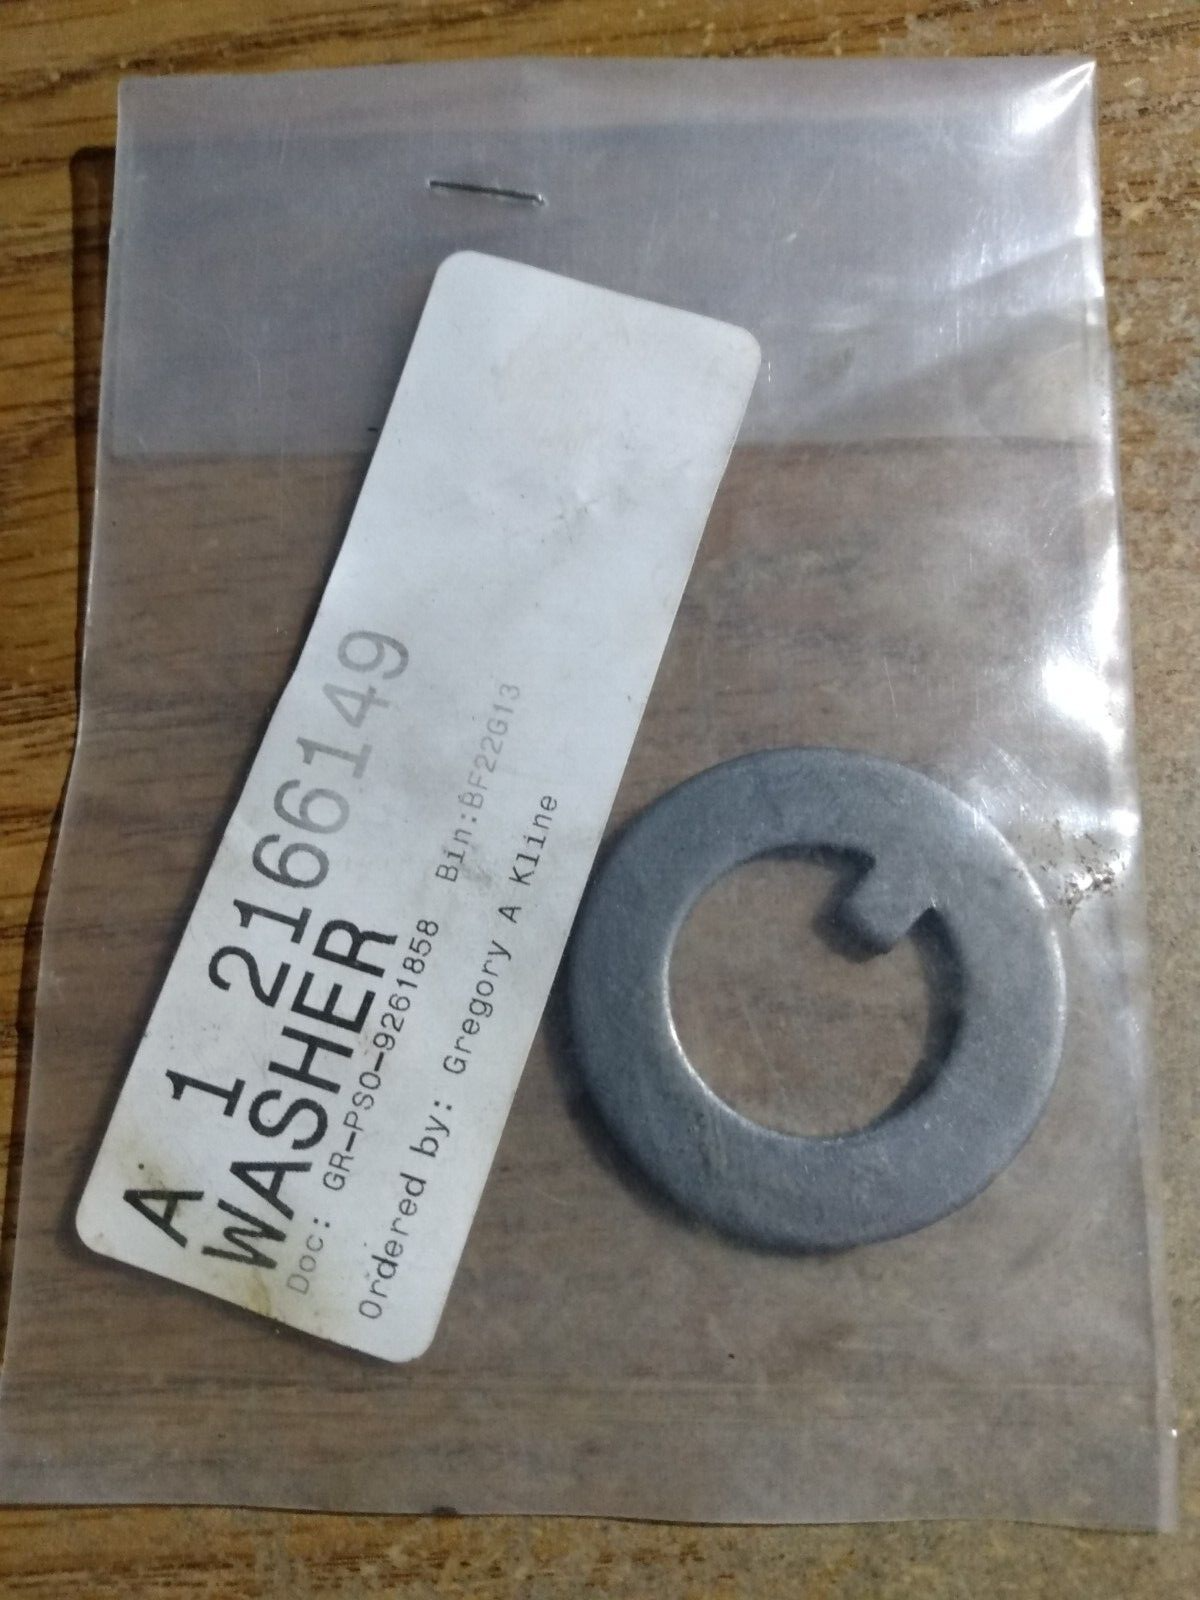 A 1 2166149
WASHER
Doc: GR-PSO-9261858 Bin:BF22G13
Ordered by: Gregory A Kline